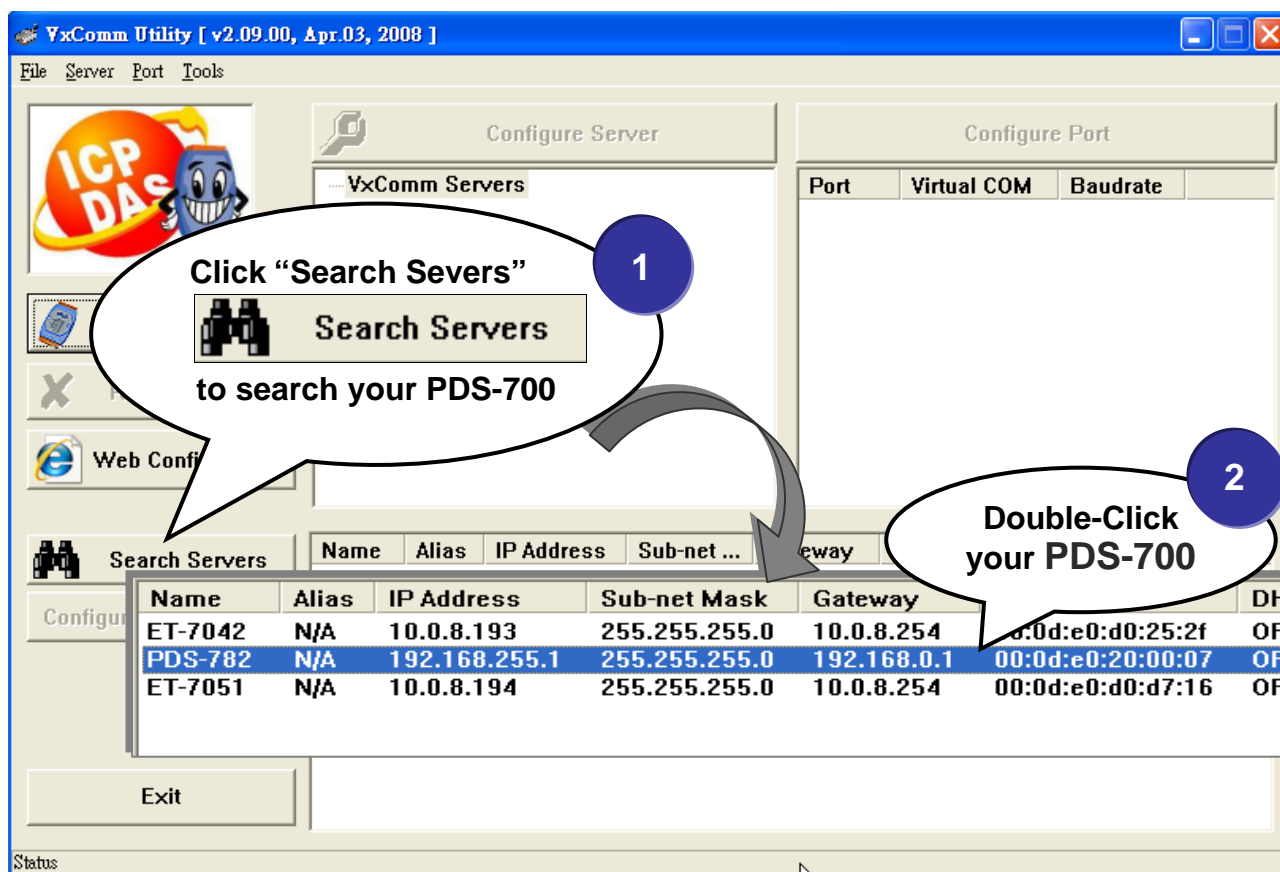 VxComm Utility [ v2.09.00, Apr.03, 2008 ]
File Server Port Tools
ICP DAS
Configure Server
Configure Port
VxComm Servers
Port Virtual COM Baudrate
Click “Search Severs”
1
Search Servers
to search your PDS-700
Web Conf
2
Double-Click
your PDS-700
Search Servers
Name Alias IP Address Sub-net ... eway
Configur
Name Alias IP Address Sub-net Mask Gateway DH
ET-7042 N/A 10.0.8.193 255.255.255.0 10.0.8.254 :0d:e0:d0:25:2f OF
PDS-782 N/A 192.168.255.1 255.255.255.0 192.168.0.1 00:0d:e0:20:00:07 OF
ET-7051 N/A 10.0.8.194 255.255.255.0 10.0.8.254 00:0d:e0:d0:d7:16 OF
Exit
Status